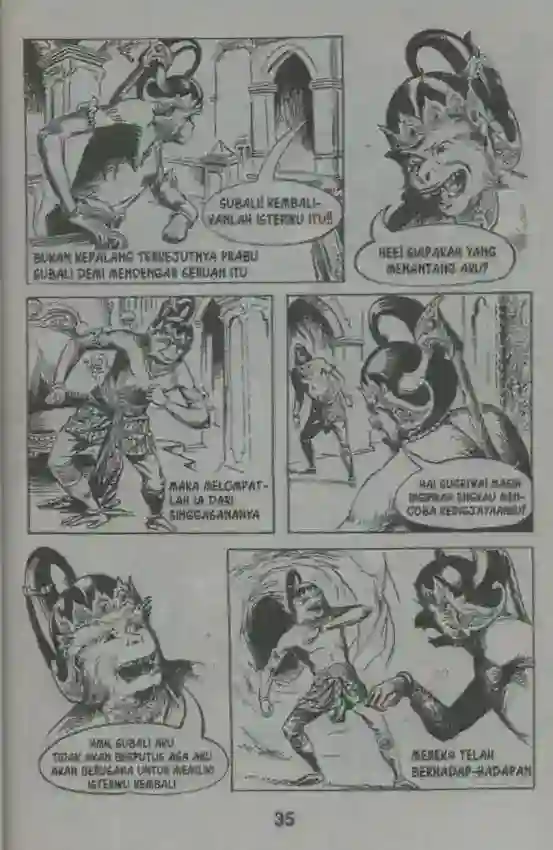 SUBALI! KEMBALI-
KANLAH ISTERIKU ITU!!
BUKAN KEPALANG TERKEJUTNYA PRABU
SUBALI DEMI MENDENGAR SERUAN ITU
HEE! SIAPAKAH YANG
MENANTANG AKU?
MAKA MELOMPAT-
LAH IA DARI
SINGGASANANYA
HAI SUGRIWA! MASIH
INGINKAH ENGKAU MEN-
COBA KEDIGJAYAANKU?
HMM, SUBALI AKU
TIDAK AKAN BERPUTUS ASA AKU
AKAN BERUSAHA UNTUK MEMILIKI
ISTERIKU KEMBALI
MEREKA TELAH
BERHADAP-HADAPAN
35